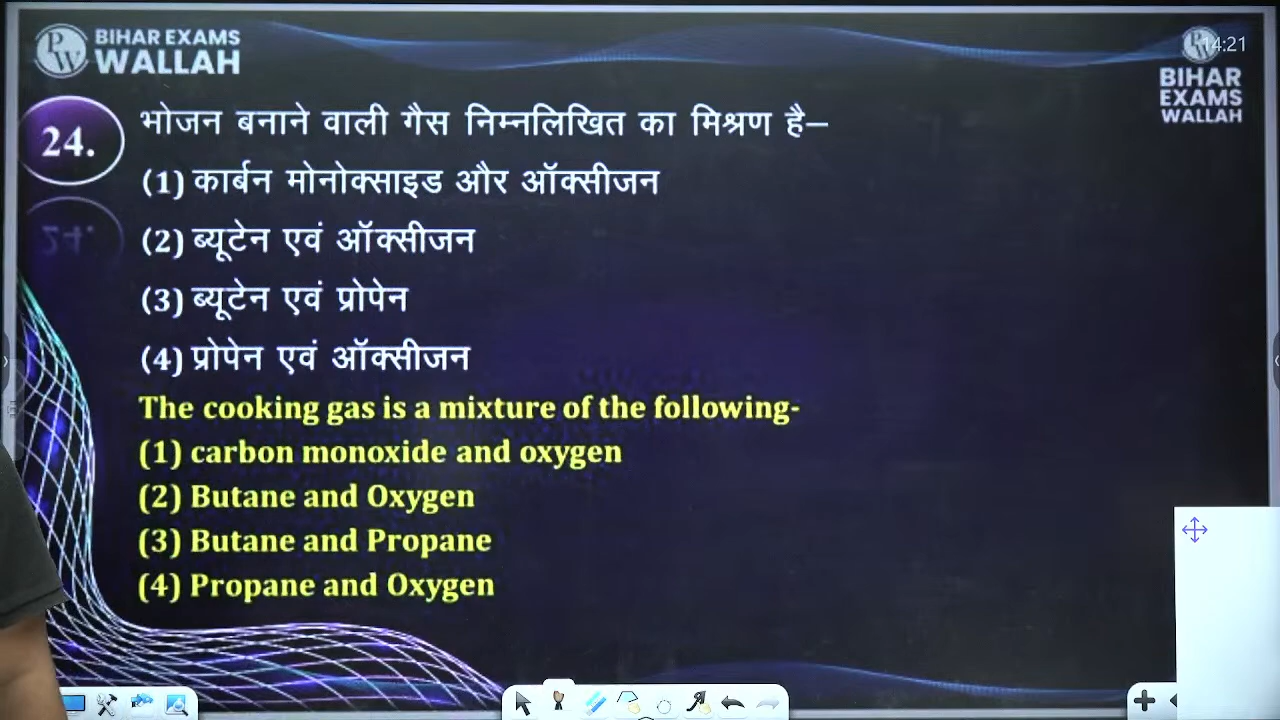 BIHAR EXAMS
WALLAH
14:21
BIHAR
EXAMS
WALLAH
24.
भोजन बनाने वाली गैस निम्नलिखित का मिश्रण है–
(1) कार्बन मोनोक्साइड और ऑक्सीजन
(2) ब्यूटेन एवं ऑक्सीजन
(3) ब्यूटेन एवं प्रोपेन
(4) प्रोपेन एवं ऑक्सीजन
The cooking gas is a mixture of the following-
(1) carbon monoxide and oxygen
(2) Butane and Oxygen
(3) Butane and Propane
(4) Propane and Oxygen